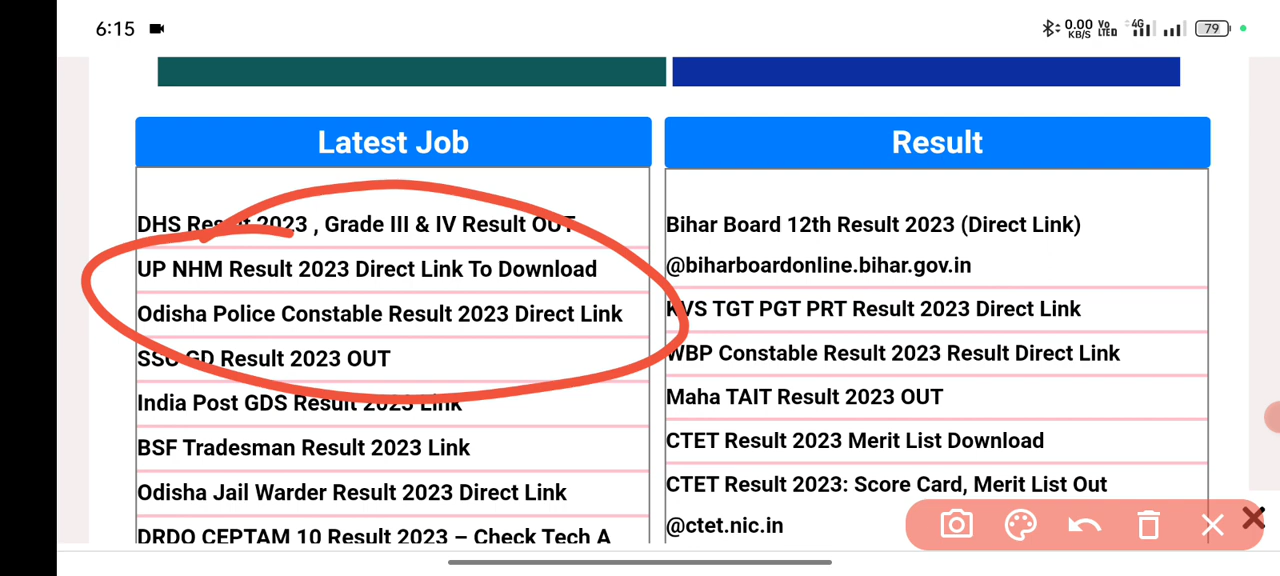 6:15
0.00 KB/S Vo LTED 4G 79
Latest Job
DHS Result 2023 , Grade III & IV Result OUT
UP NHM Result 2023 Direct Link To Download
Odisha Police Constable Result 2023 Direct Link
SSC GD Result 2023 OUT
India Post GDS Result 2023 Link
BSF Tradesman Result 2023 Link
Odisha Jail Warder Result 2023 Direct Link
DRDO CEPTAM 10 Result 2023 – Check Tech A
Result
Bihar Board 12th Result 2023 (Direct Link)
@biharboardonline.bihar.gov.in
KVS TGT PGT PRT Result 2023 Direct Link
WBP Constable Result 2023 Result Direct Link
Maha TAIT Result 2023 OUT
CTET Result 2023 Merit List Download
CTET Result 2023: Score Card, Merit List Out
@ctet.nic.in